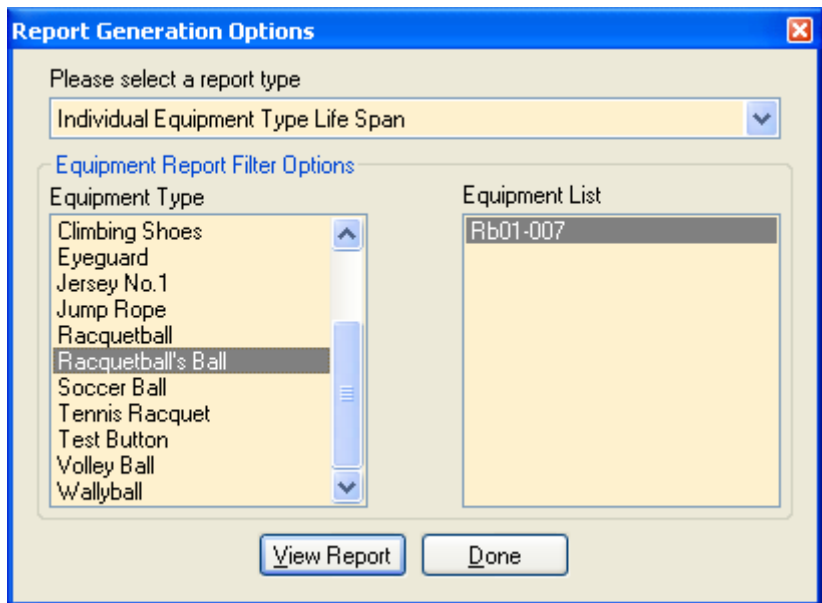 Report Generation Options
Please select a report type
Individual Equipment Type Life Span
Equipment Report Filter Options
Equipment Type
Climbing Shoes
Eyeguard
Jersey No.1
Jump Rope
Racquetball
Racquetball's Ball
Soccer Ball
Tennis Racquet
Test Button
Volley Ball
Wallyball
Equipment List
Rb01-007
View Report
Done